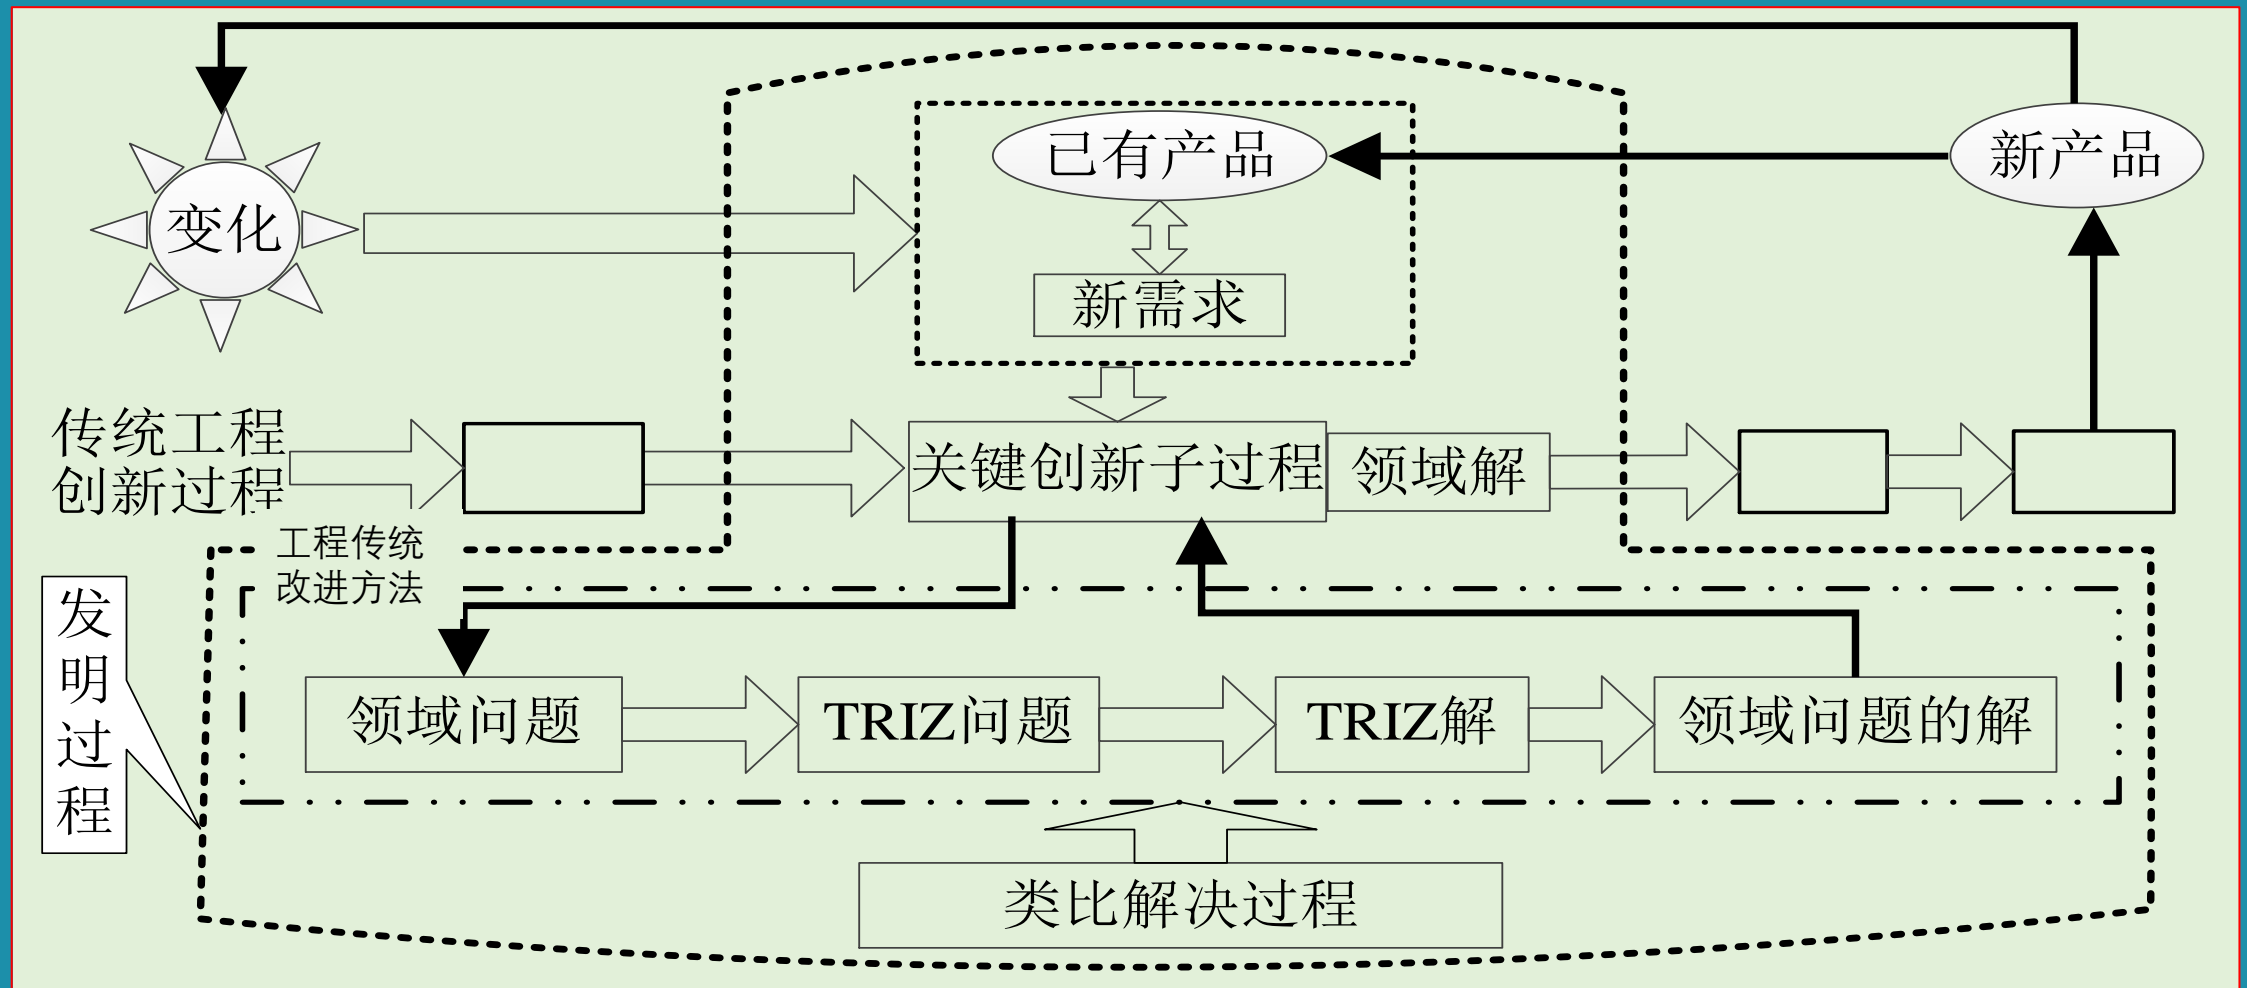 已有产品
新产品
变化
新需求
传统工程
创新过程
关键创新子过程
领域解
工程传统
改进方法
发
明
过
程
领域问题
TRIZ问题
TRIZ解
领域问题的解
类比解决过程